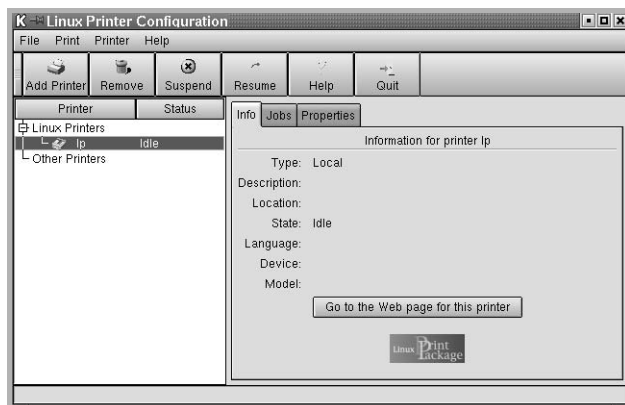 K Linux Printer Configuration
File Print Printer Help
Add Printer Remove Suspend Resume Help Quit
Printer Status
Linux Printers
lp Idle
Other Printers
Info Jobs Properties
Information for printer lp
Type: Local
Description:
Location:
State: Idle
Language:
Device:
Model:
Go to the Web page for this printer
Linux Print Package